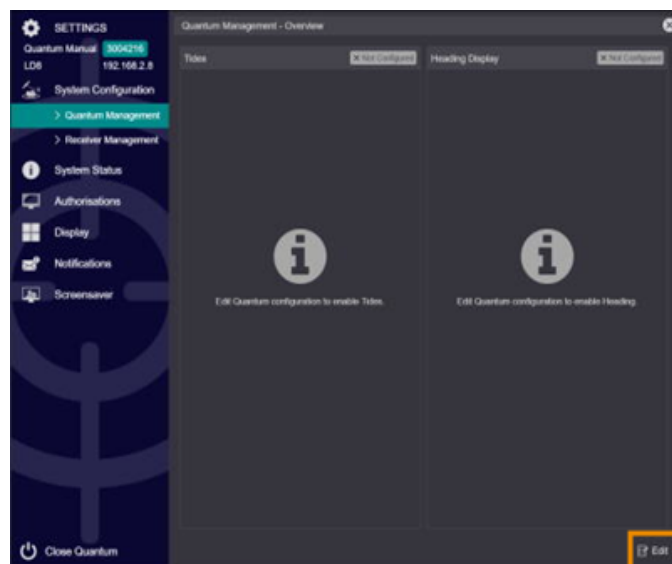 SETTINGS
Quantum Manual 3004216
LD8 192.168.2.8
System Configuration
> Quantum Management
> Receiver Management
System Status
Authorisations
Display
Notifications
Screensaver
Close Quantum
Quantum Management - Overview
Tides
× Not Configured
Heading Display
× Not Configured
Edit Quantum configuration to enable Tides.
Edit Quantum configuration to enable Heading.
Edit